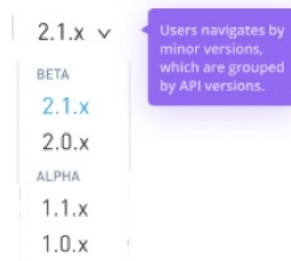 2.1.x
Users navigates by
minor versions,
which are grouped
by API versions.
BETA
2.1.x
2.0.x
ALPHA
1.1.x
1.0.x